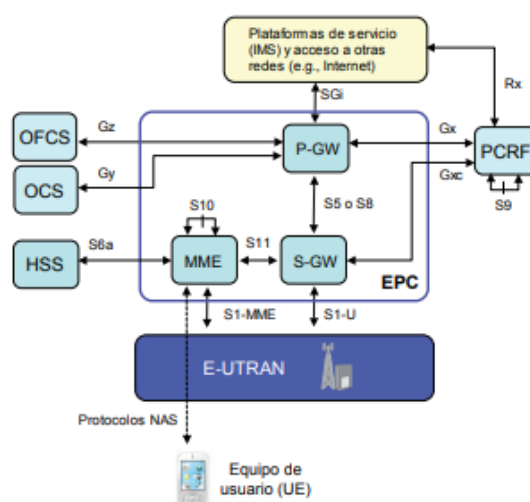 Plataformas de servicio
(IMS) y acceso a otras
redes (e.g., Internet)
SGi
Rx
OFCS
Gz
P-GW
Gx
PCRF
Gy
Gxc
OCS
S9
S10
S5 o S8
HSS
S6a
MME
S11
S-GW
EPC
S1-MME
S1-U
E-UTRAN
Protocolos NAS
Equipo de
usuario (UE)